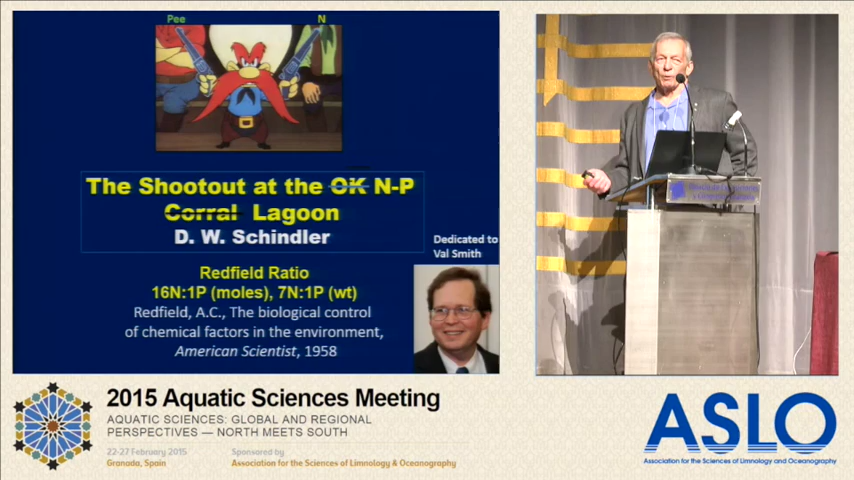 Pee N
The Shootout at the OK N-P
Corral Lagoon
D. W. Schindler
Dedicated to
Val Smith
Redfield Ratio
16N:1P (moles), 7N:1P (wt)
Redfield, A.C., The biological control
of chemical factors in the environment,
American Scientist, 1958
2015 Aquatic Sciences Meeting
AQUATIC SCIENCES: GLOBAL AND REGIONAL
PERSPECTIVES — NORTH MEETS SOUTH
22-27 February 2015
Granada, Spain
Sponsored by
Association for the Sciences of Limnology & Oceanography
ASLO
Association for the Sciences of Limnology and Oceanography